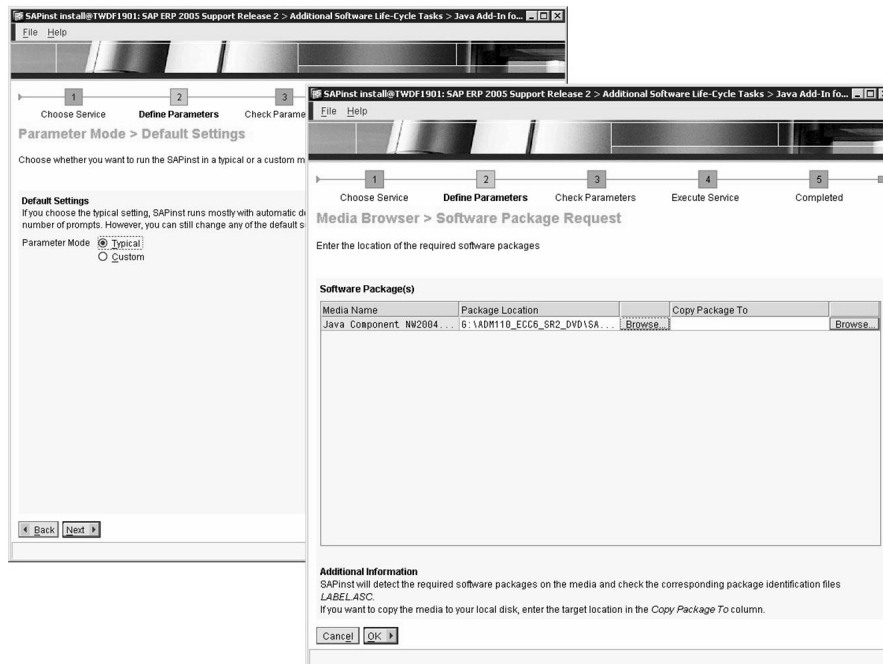 SAPinst install@TWDF1901: SAP ERP 2005 Support Release 2 > Additional Software Life-Cycle Tasks > Java Add-In fo...
File Help
1 2 3
Choose Service Define Parameters Check Parame
Parameter Mode > Default Settings
Choose whether you want to run the SAPinst in a typical or a custom m
Default Settings
If you choose the typical setting, SAPinst runs mostly with automatic de
number of prompts. However, you can still change any of the default s
Parameter Mode Typical
Custom
Back Next
SAPinst install@TWDF1901: SAP ERP 2005 Support Release 2 > Additional Software Life-Cycle Tasks > Java Add-In fo...
File Help
1 2 3 4 5
Choose Service Define Parameters Check Parameters Execute Service Completed
Media Browser > Software Package Request
Enter the location of the required software packages
Software Package(s)
Media Name Package Location Copy Package To
Java Component NW2004... G:\ADM110_ECC6_SR2_DVD\SA... Browse... Browse...
Additional Information
SAPinst will detect the required software packages on the media and check the corresponding package identification files
LABEL.ASC.
If you want to copy the media to your local disk, enter the target location in the Copy Package To column.
Cancel OK